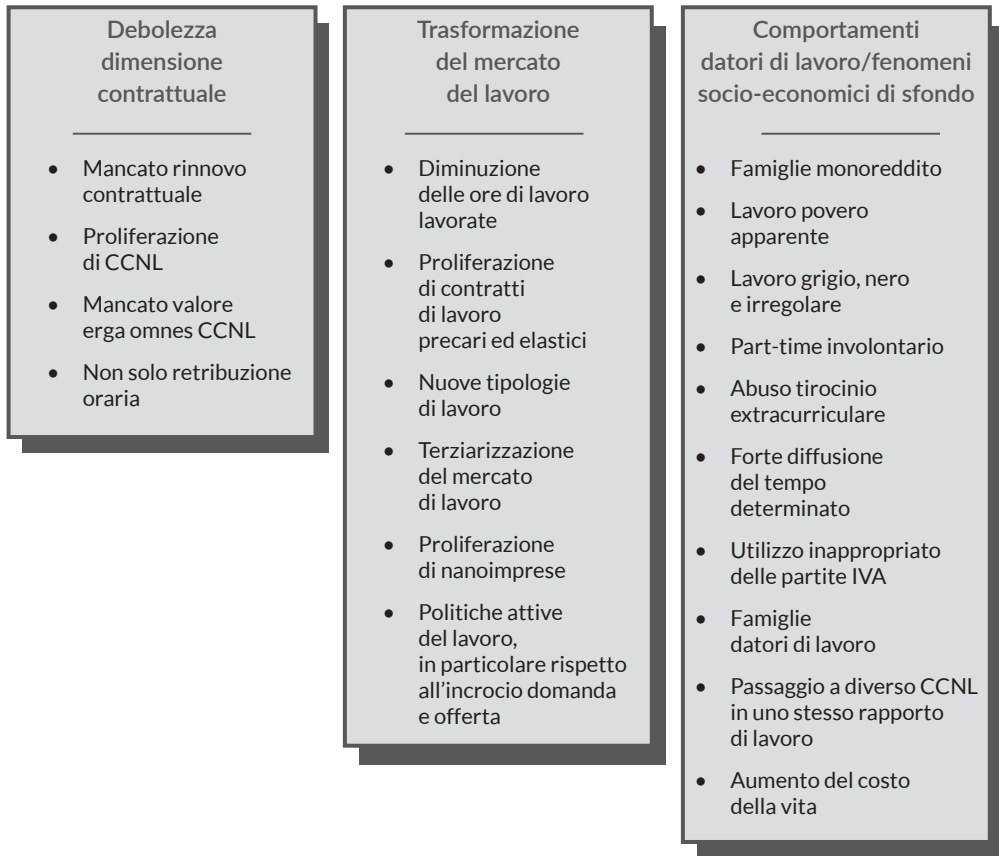 Debolezza
dimensione
contrattuale
• Mancato rinnovo
contrattuale
• Proliferazione
di CCNL
• Mancato valore
erga omnes CCNL
• Non solo retribuzione
oraria
Trasformazione
del mercato
del lavoro
• Diminuzione
delle ore di lavoro
lavorate
• Proliferazione
di contratti
di lavoro
precari ed elastici
• Nuove tipologie
di lavoro
• Terziarizzazione
del mercato
di lavoro
• Proliferazione
di nanoimprese
• Politiche attive
del lavoro,
in particolare rispetto
all'incrocio domanda
e offerta
Comportamenti
datori di lavoro/fenomeni
socio-economici di sfondo
• Famiglie monoreddito
• Lavoro povero
apparente
• Lavoro grigio, nero
e irregolare
• Part-time involontario
• Abuso tirocinio
extracurriculare
• Forte diffusione
del tempo
determinato
• Utilizzo inappropriato
delle partite IVA
• Famiglie
datori di lavoro
• Passaggio a diverso CCNL
in uno stesso rapporto
di lavoro
• Aumento del costo
della vita